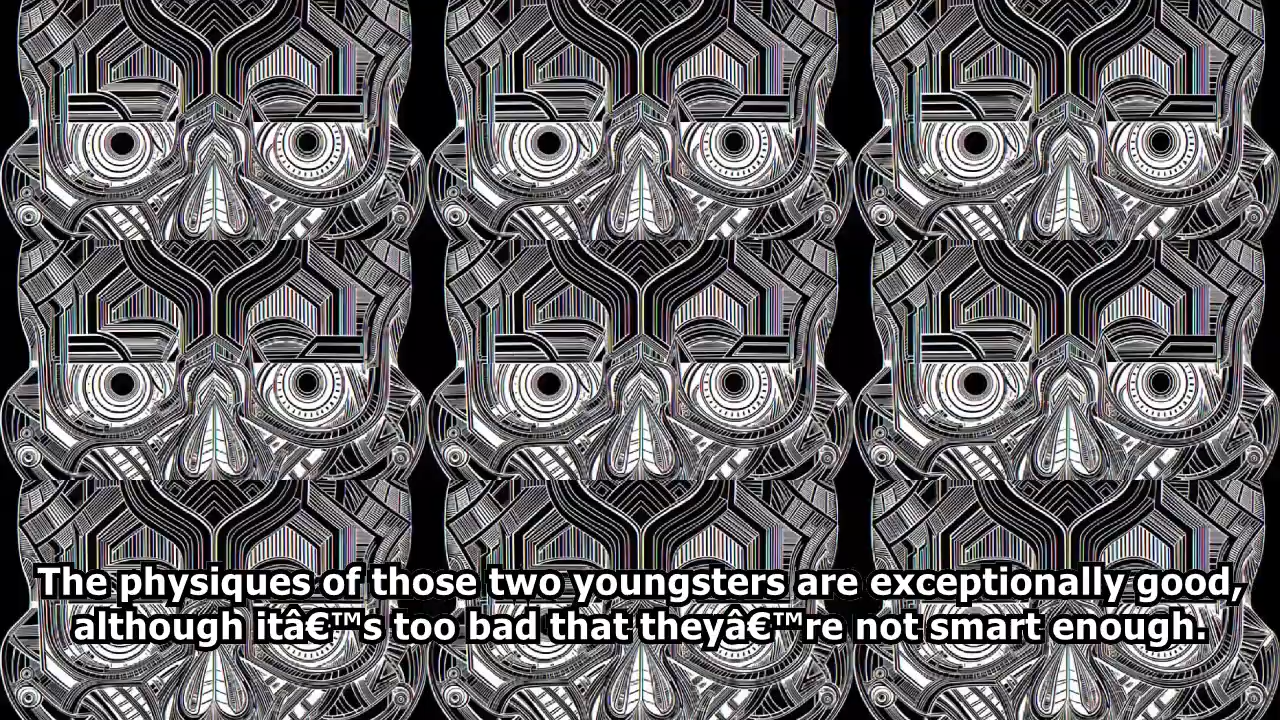 The physiques of those two youngsters are exceptionally good,
although itâ€™s too bad that theyâ€™re not smart enough.